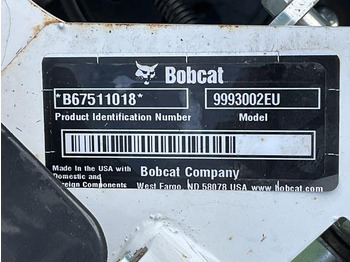 Bobcat
*B67511018* 9993002EU
Product Identification Number Model
Made In the USA with
Domestic and
Foreign Components
Bobcat Company
West Fargo, ND 58078 USA www.bobcat.com